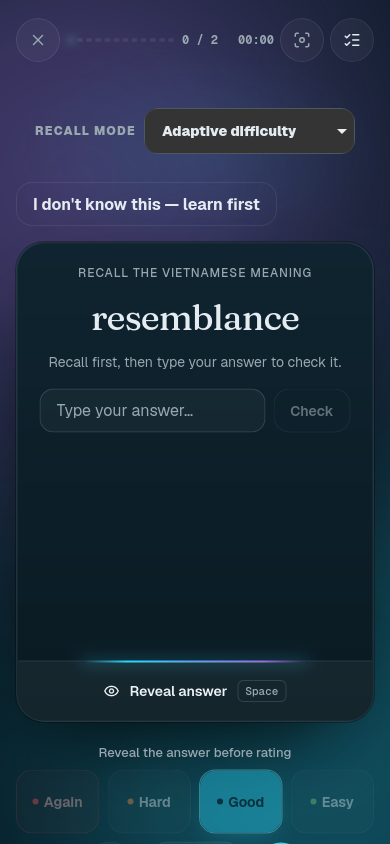 0 / 2 00:00
RECALL MODE Adaptive difficulty
I don't know this — learn first
RECALL THE VIETNAMESE MEANING
resemblance
Recall first, then type your answer to check it.
Type your answer... Check
Reveal answer Space
Reveal the answer before rating
Again Hard Good Easy